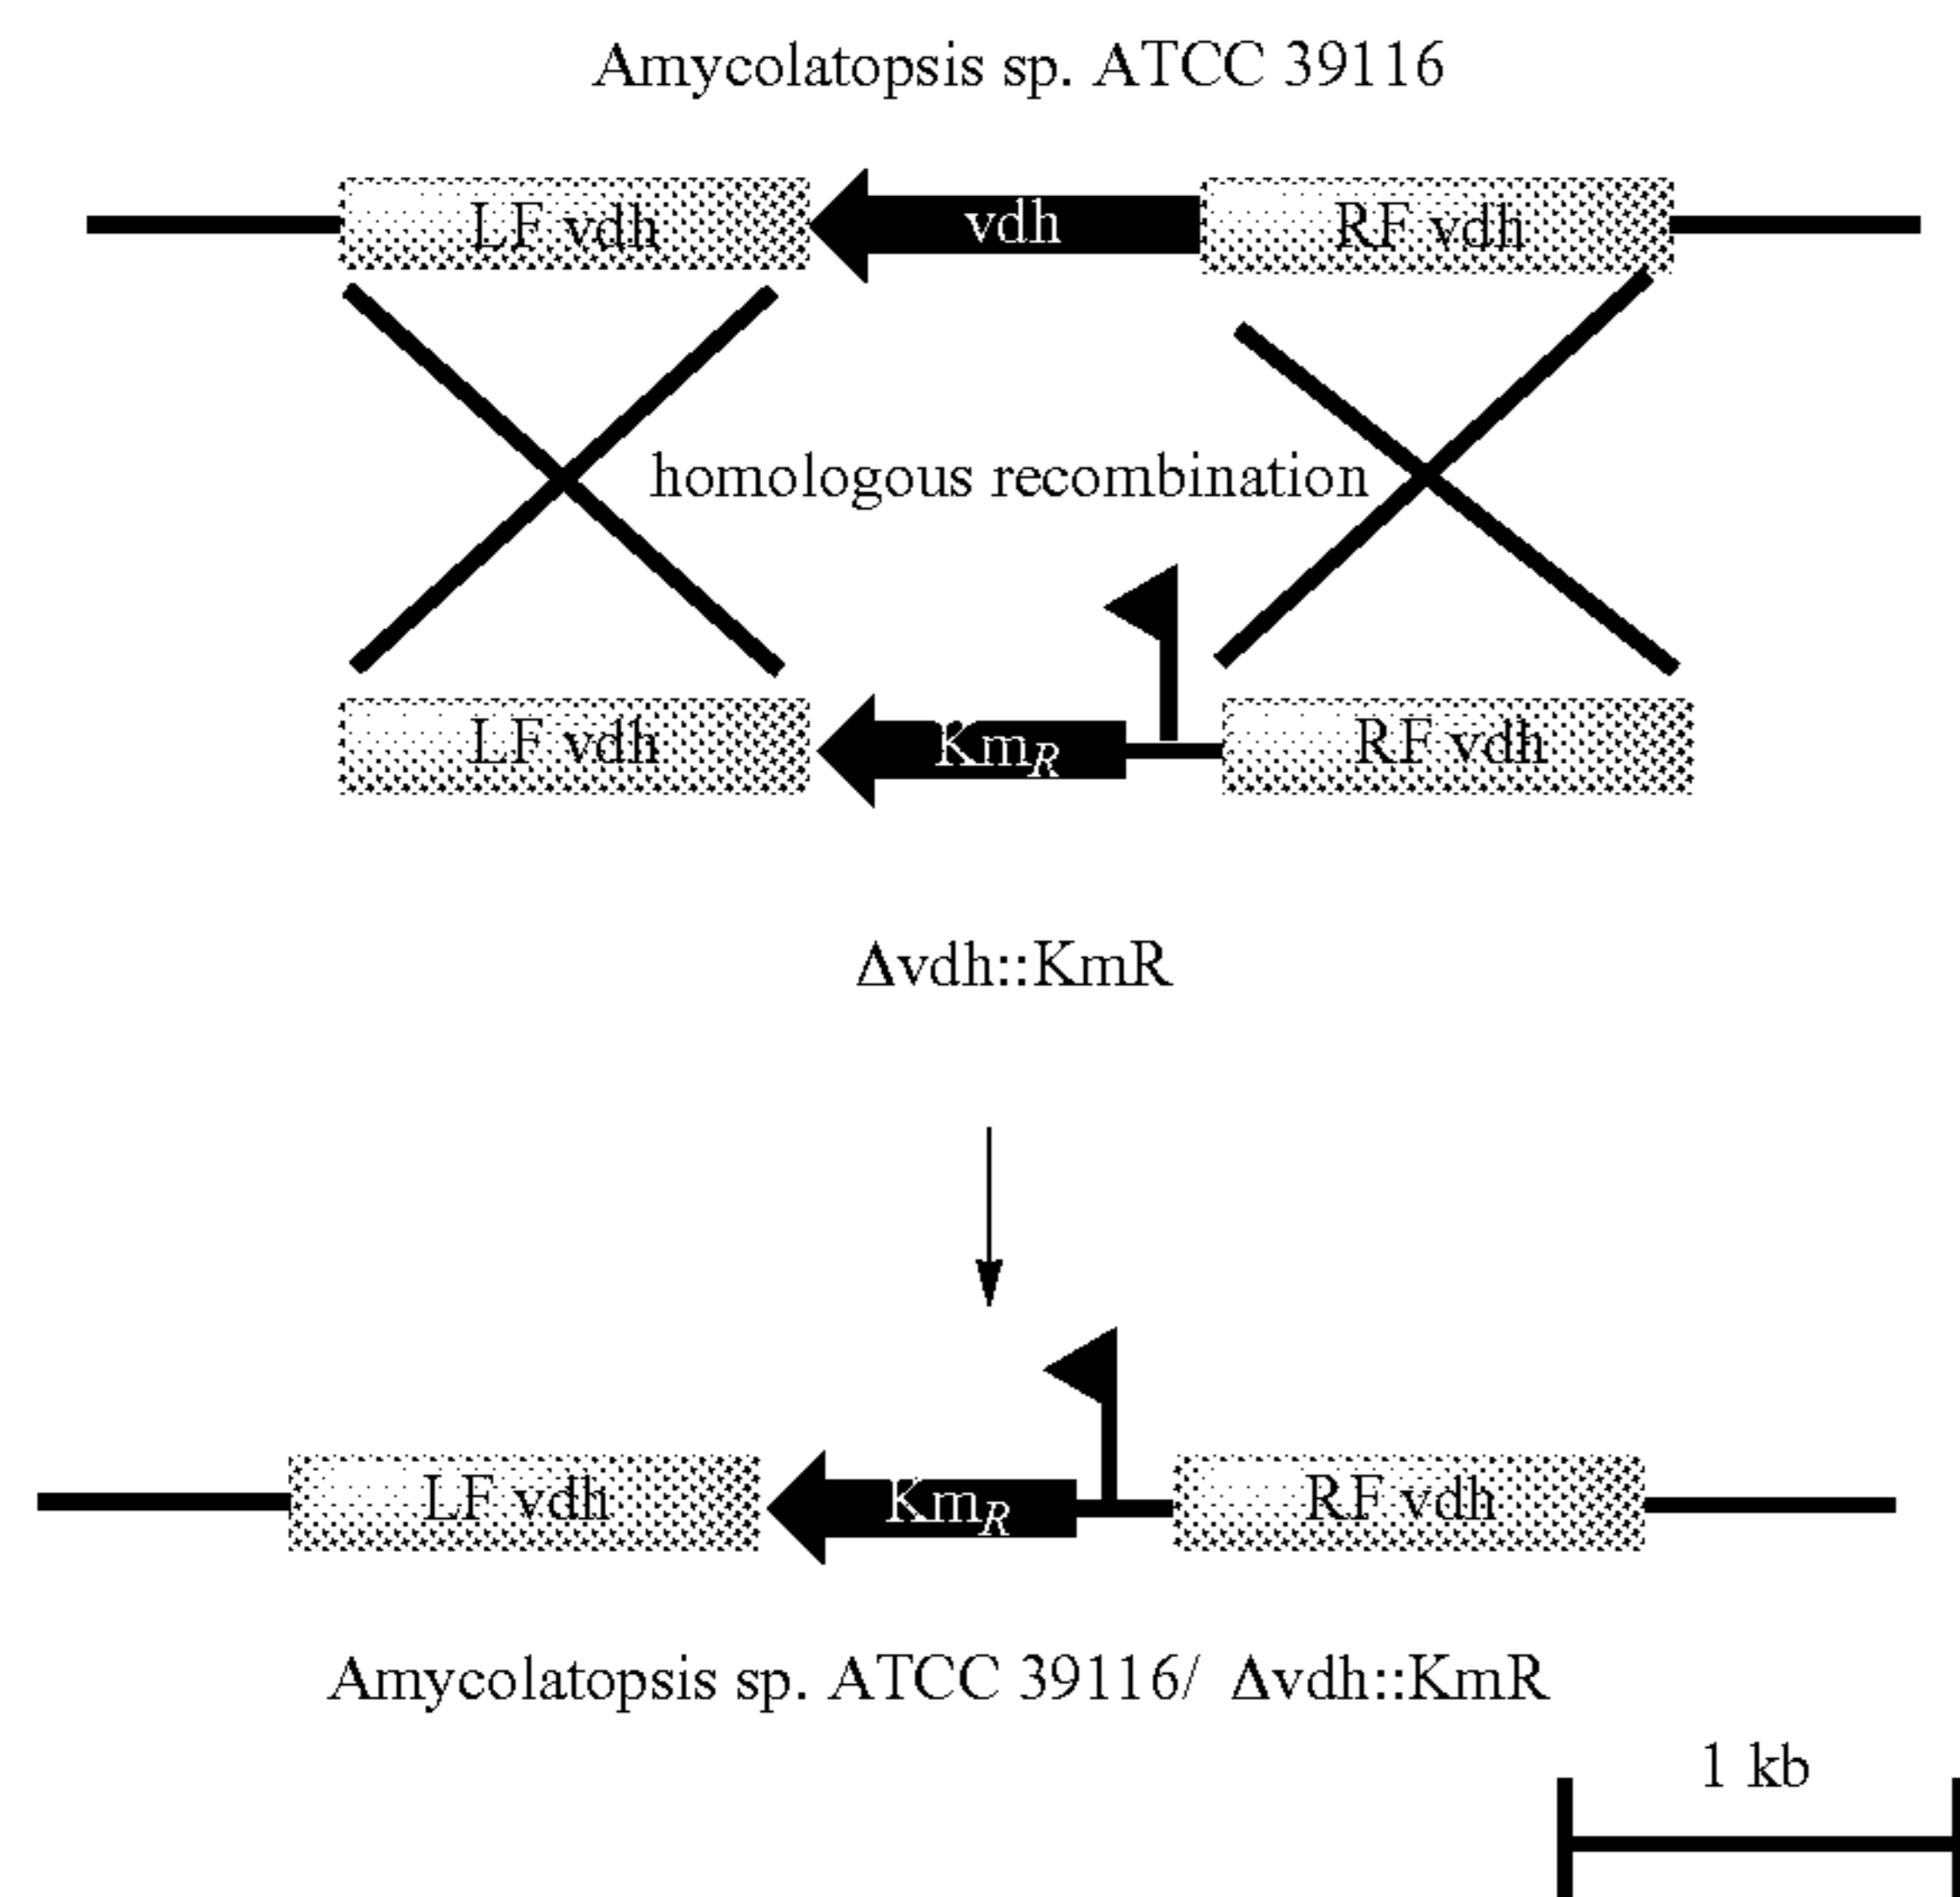 Amycolatopsis sp. ATCC 39116
LF vdh vdh RF vdh
homologous recombination
LF vdh KmR RF vdh
Δvdh::KmR
LF vdh KmR RF vdh
Amycolatopsis sp. ATCC 39116/ Δvdh::KmR
1 kb